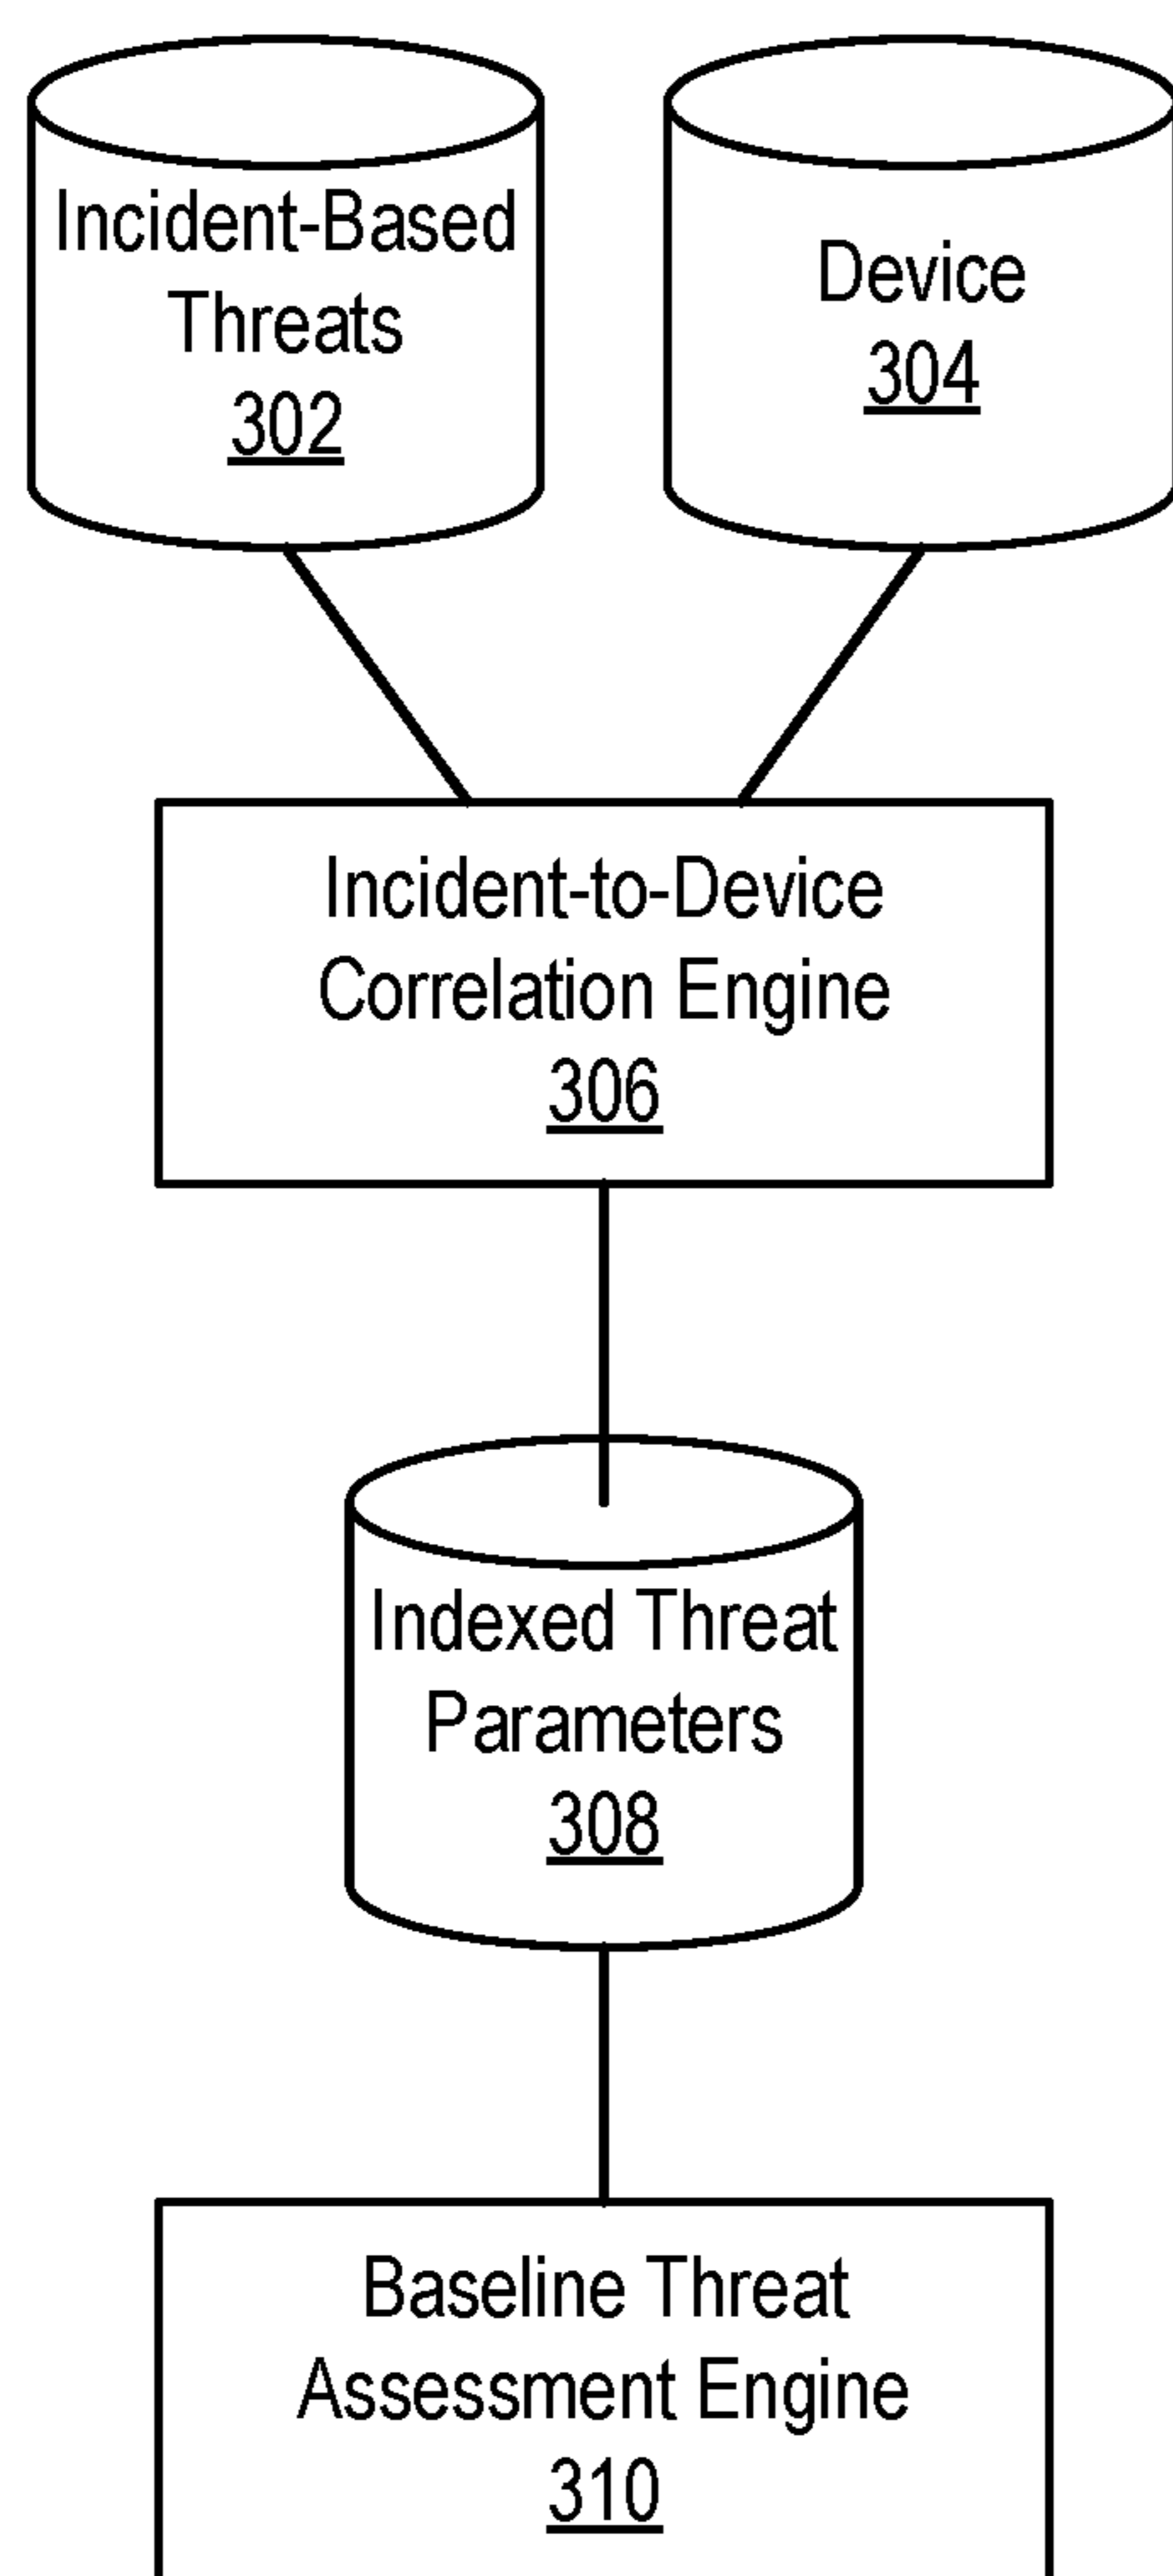 Incident-Based
Threats
302
Device
304
Incident-to-Device
Correlation Engine
306
Indexed Threat
Parameters
308
Baseline Threat
Assessment Engine
310